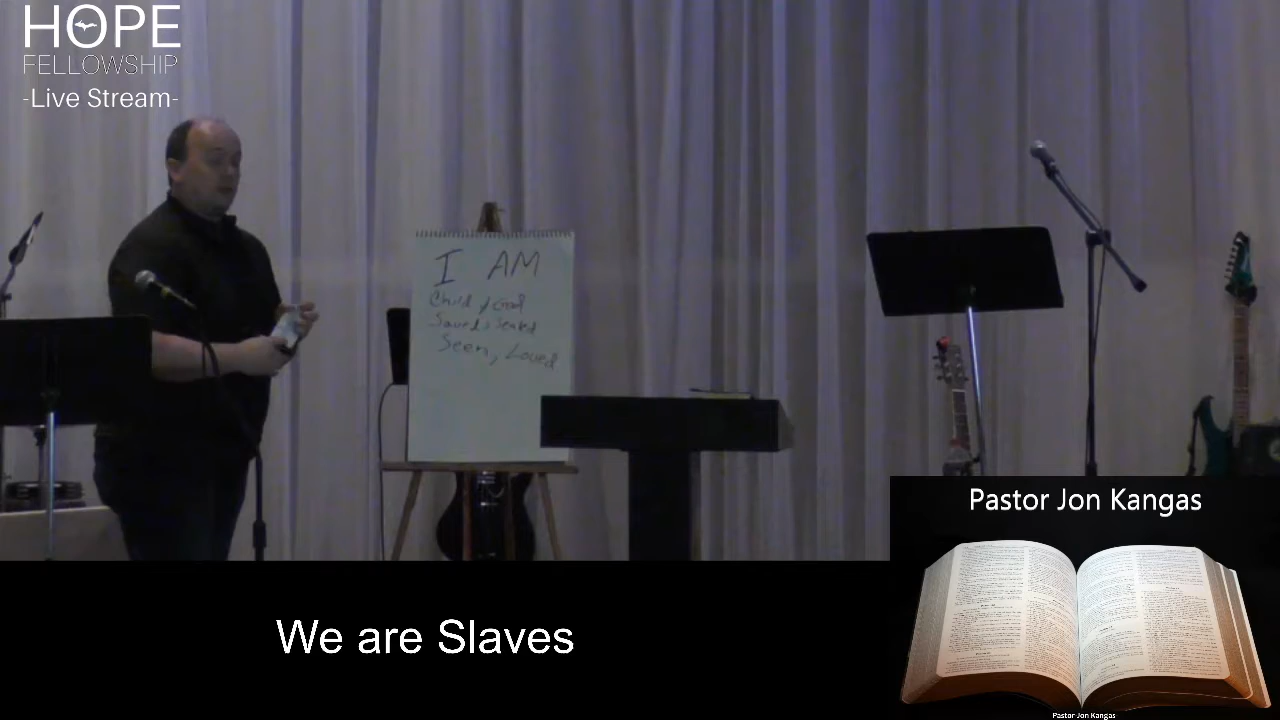 HOPE
FELLOWSHIP
-Live Stream-
I AM
Child of God
Saved, Sealed
Seen, Loved
Pastor Jon Kangas
We are Slaves
Pastor Jon Kangas